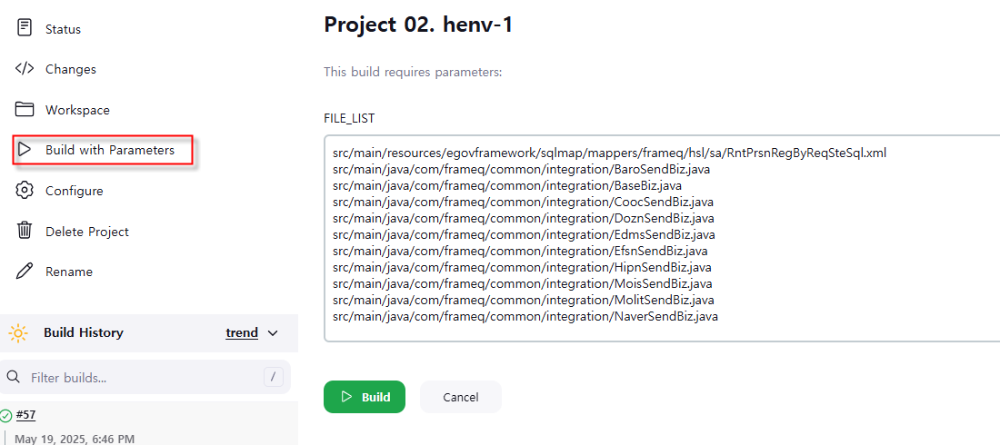 Status
Changes
Workspace
Build with Parameters
Configure
Delete Project
Rename
Build History
trend
Filter builds...
/
#57
May 19, 2025, 6:46 PM
Project 02. henv-1
This build requires parameters:
FILE_LIST
src/main/resources/egovframework/sqlmap/mappers/frameq/hsl/sa/RntPrsnRegByReqSteSql.xml
src/main/java/com/frameq/common/integration/BaroSendBiz.java
src/main/java/com/frameq/common/integration/BaseBiz.java
src/main/java/com/frameq/common/integration/CoocSendBiz.java
src/main/java/com/frameq/common/integration/DoznSendBiz.java
src/main/java/com/frameq/common/integration/EdmsSendBiz.java
src/main/java/com/frameq/common/integration/EfsnSendBiz.java
src/main/java/com/frameq/common/integration/HipnSendBiz.java
src/main/java/com/frameq/common/integration/MoisSendBiz.java
src/main/java/com/frameq/common/integration/MolitSendBiz.java
src/main/java/com/frameq/common/integration/NaverSendBiz.java
Build
Cancel